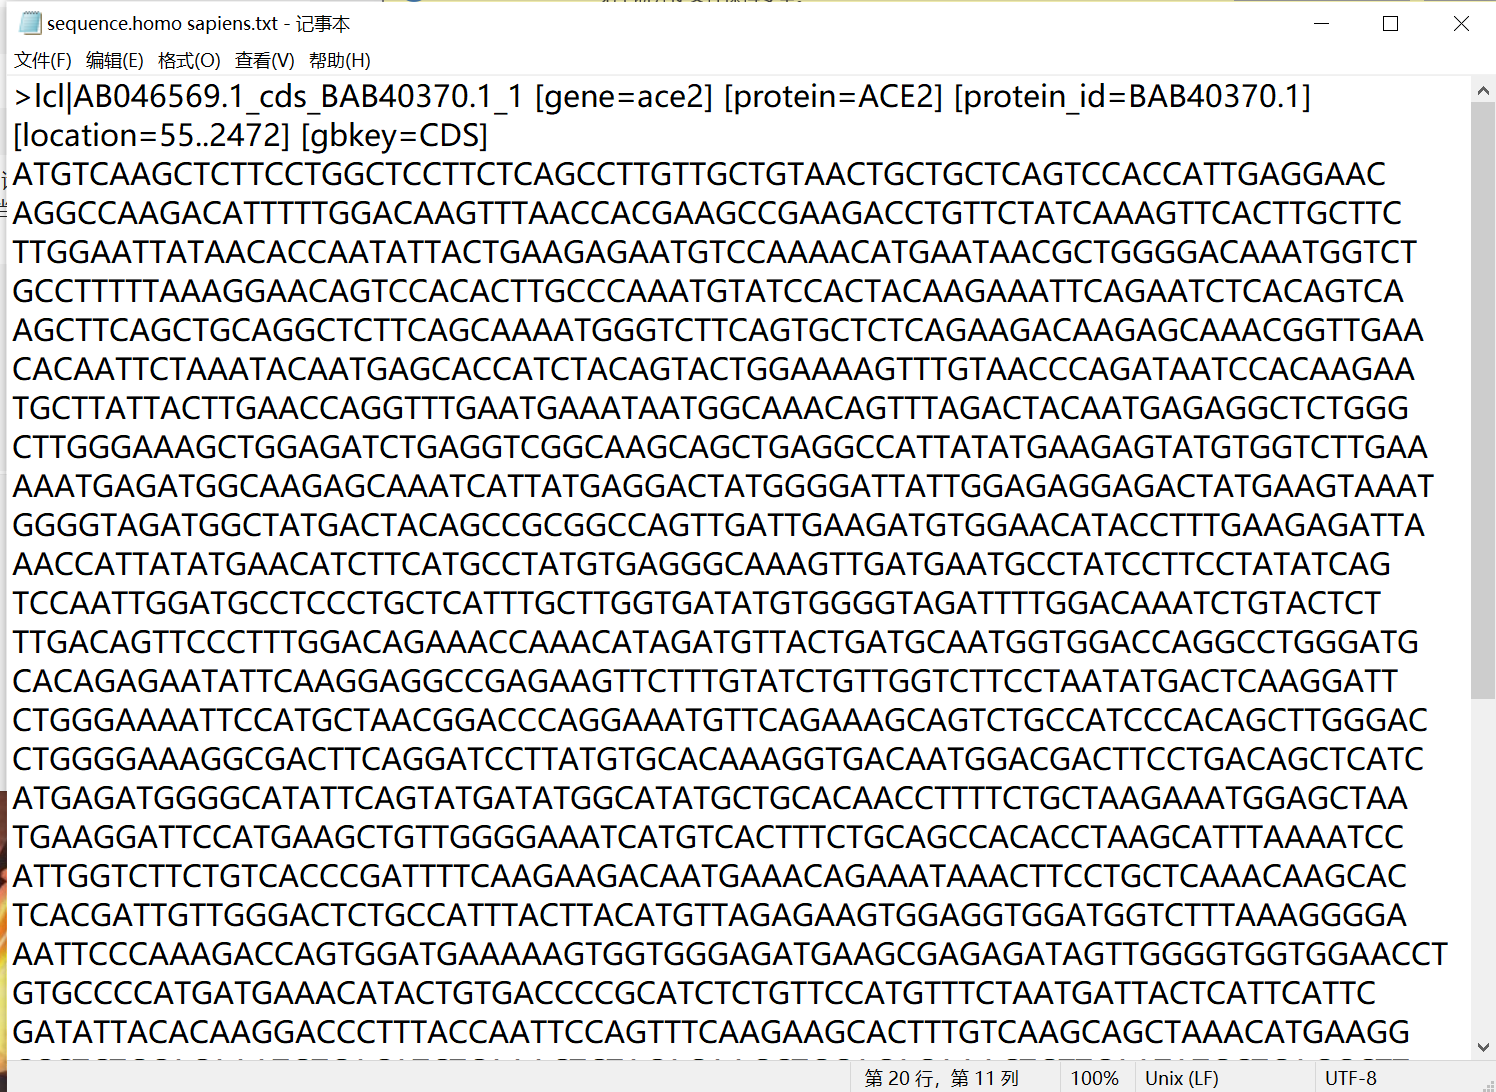 sequence.homo sapiens.txt - 记事本
文件(F) 编辑(E) 格式(O) 查看(V) 帮助(H)
>lcl|AB046569.1_cds_BAB40370.1_1 [gene=ace2] [protein=ACE2] [protein_id=BAB40370.1]
[location=55..2472] [gbkey=CDS]
ATGTCAAGCTCTTCCTGGCTCCTTCTCAGCCTTGTTGCTGTAACTGCTGCTCAGTCCACCATTGAGGAAC
AGGCCAAGACATTTTTGGACAAGTTTAACCACGAAGCCGAAGACCTGTTCTATCAAAGTTCACTTGCTTC
TTGGAATTATAACACCAATATTACTGAAGAGAATGTCCAAAACATGAATAACGCTGGGGACAAATGGTCT
GCCTTTTTAAAGGAACAGTCCACACTTGCCCAAATGTATCCACTACAAGAAATTCAGAATCTCACAGTCA
AGCTTCAGCTGCAGGCTCTTCAGCAAAATGGGTCTTCAGTGCTCTCAGAAGACAAGAGCAAACGGTTGAA
CACAATTCTAAATACAATGAGCACCATCTACAGTACTGGAAAAGTTTGTAACCCAGATAATCCACAAGAA
TGCTTATTACTTGAACCAGGTTTGAATGAAATAATGGCAAACAGTTTAGACTACAATGAGAGGCTCTGGG
CTTGGGAAAGCTGGAGATCTGAGGTCGGCAAGCAGCTGAGGCCATTATATGAAGAGTATGTGGTCTTGAA
AAATGAGATGGCAAGAGCAAATCATTATGAGGACTATGGGGATTATTGGAGAGGAGACTATGAAGTAAAT
GGGGTAGATGGCTATGACTACAGCCGCGGCCAGTTGATTGAAGATGTGGAACATACCTTTGAAGAGATTA
AACCATTATATGAACATCTTCATGCCTATGTGAGGGCAAAGTTGATGAATGCCTATCCTTCCTATATCAG
TCCAATTGGATGCCTCCCTGCTCATTTGCTTGGTGATATGTGGGGTAGATTTTGGACAAATCTGTACTCT
TTGACAGTTCCCTTTGGACAGAAACCAAACATAGATGTTACTGATGCAATGGTGGACCAGGCCTGGGATG
CACAGAGAATATTCAAGGAGGCCGAGAAGTTCTTTGTATCTGTTGGTCTTCCTAATATGACTCAAGGATT
CTGGGAAAATTCCATGCTAACGGACCCAGGAAATGTTCAGAAAGCAGTCTGCCATCCCACAGCTTGGGAC
CTGGGGAAAGGCGACTTCAGGATCCTTATGTGCACAAAGGTGACAATGGACGACTTCCTGACAGCTCATC
ATGAGATGGGGCATATTCAGTATGATATGGCATATGCTGCACAACCTTTTCTGCTAAGAAATGGAGCTAA
TGAAGGATTCCATGAAGCTGTTGGGGAAATCATGTCACTTTCTGCAGCCACACCTAAGCATTTAAAATCC
ATTGGTCTTCTGTCACCCGATTTTCAAGAAGACAATGAAACAGAAATAAACTTCCTGCTCAAACAAGCAC
TCACGATTGTTGGGACTCTGCCATTTACTTACATGTTAGAGAAGTGGAGGTGGATGGTCTTTAAAGGGGA
AATTCCCAAAGACCAGTGGATGAAAAAGTGGTGGGAGATGAAGCGAGAGATAGTTGGGGTGGTGGAACCT
GTGCCCCATGATGAAACATACTGTGACCCCGCATCTCTGTTCCATGTTTCTAATGATTACTCATTCATTC
GATATTACACAAGGACCCTTTACCAATTCCAGTTTCAAGAAGCACTTTGTCAAGCAGCTAAACATGAAGG
第 20 行，第 11 列 100% Unix (LF) UTF-8